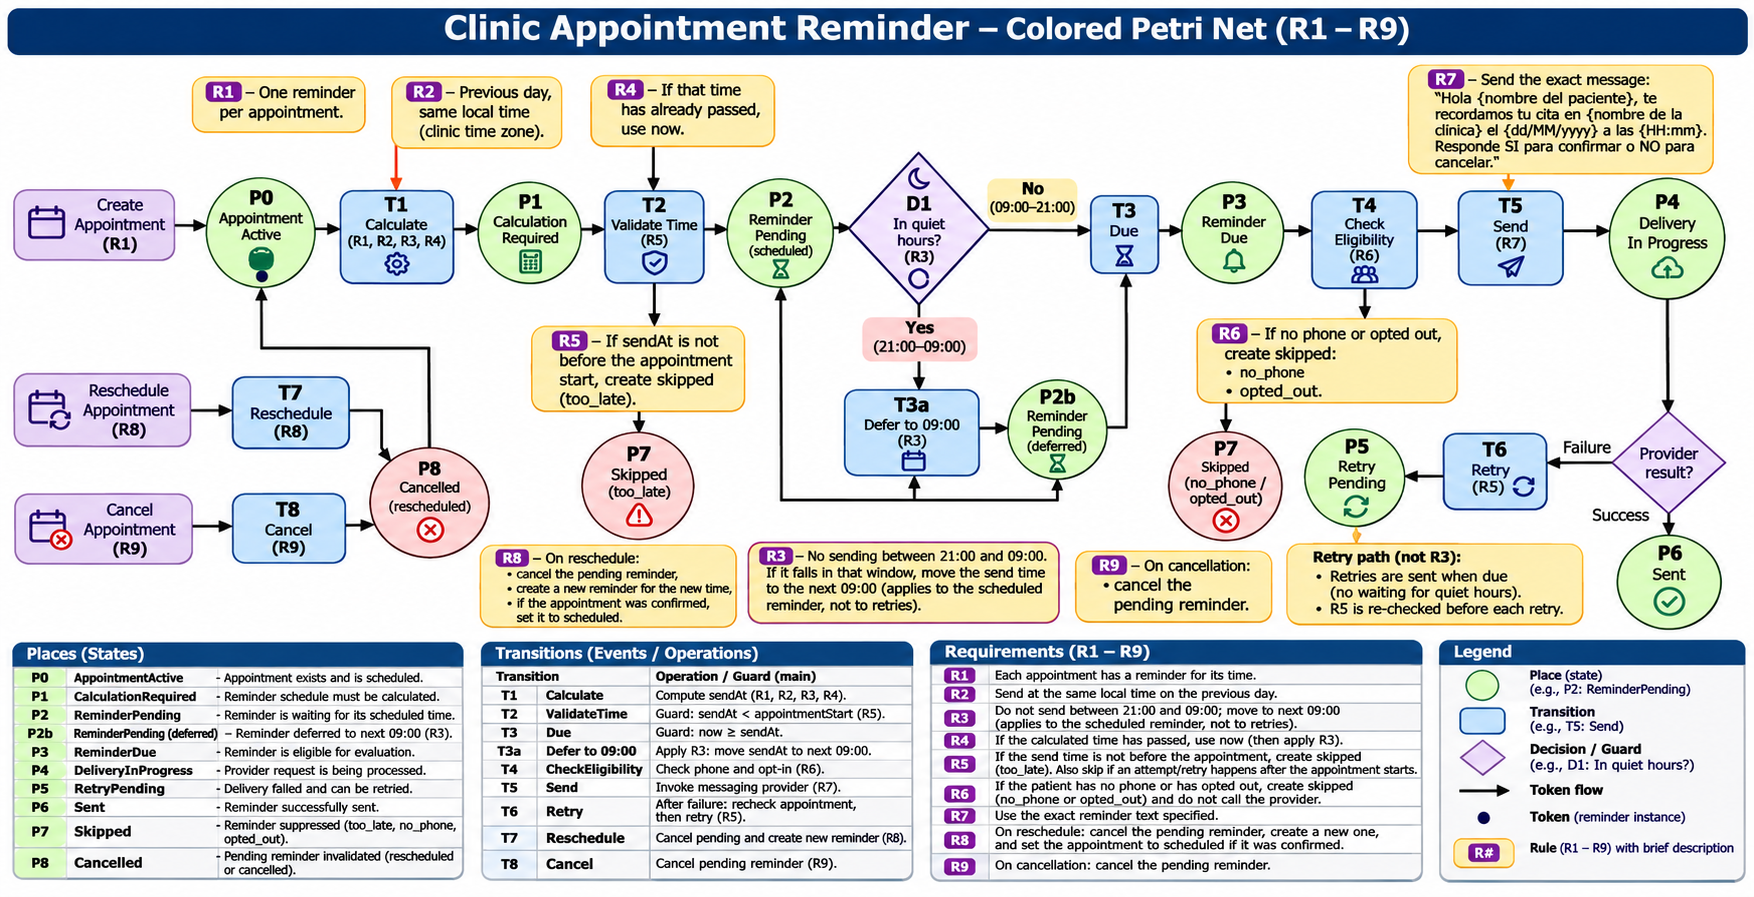 Clinic Appointment Reminder – Colored Petri Net (R1 – R9)
R1 – One reminder
per appointment.
R2 – Previous day,
same local time
(clinic time zone).
R4 – If that time
has already passed,
use now.
R7 – Send the exact message:
"Hola {nombre del paciente}, te
recordamos tu cita en {nombre de la
clínica} el {dd/MM/yyyy} a las {HH:mm}.
Responde SI para confirmar o NO para
cancelar."
Create
Appointment
(R1)
P0
Appointment
Active
T1
Calculate
(R1, R2, R3, R4)
P1
Calculation
Required
T2
Validate Time
(R5)
P2
Reminder
Pending
(scheduled)
D1
In quiet
hours?
(R3)
No
(09:00–21:00)
T3
Due
P3
Reminder
Due
T4
Check
Eligibility
(R6)
T5
Send
(R7)
P4
Delivery
In Progress
Yes
(21:00–09:00)
R5 – If sendAt is not
before the appointment
start, create skipped
(too_late).
R6 – If no phone or opted out,
create skipped:
• no_phone
• opted_out.
Reschedule
Appointment
(R8)
T7
Reschedule
(R8)
T3a
Defer to 09:00
(R3)
P2b
Reminder
Pending
(deferred)
P8
Cancelled
(rescheduled)
P7
Skipped
(too_late)
P7
Skipped
(no_phone /
opted_out)
P5
Retry
Pending
T6
Retry
(R5)
Failure
Provider
result?
Success
Cancel
Appointment
(R9)
T8
Cancel
(R9)
P6
Sent
R8 – On reschedule:
• cancel the pending reminder,
• create a new reminder for the new time,
• if the appointment was confirmed,
set it to scheduled.
R3 – No sending between 21:00 and 09:00.
If it falls in that window, move the send time
to the next 09:00 (applies to the scheduled
reminder, not to retries).
R9 – On cancellation:
• cancel the
pending reminder.
Retry path (not R3):
• Retries are sent when due
(no waiting for quiet hours).
• R5 is re-checked before each retry.
Places (States)
P0 AppointmentActive - Appointment exists and is scheduled.
P1 CalculationRequired - Reminder schedule must be calculated.
P2 ReminderPending - Reminder is waiting for its scheduled time.
P2b ReminderPending (deferred) – Reminder deferred to next 09:00 (R3).
P3 ReminderDue - Reminder is eligible for evaluation.
P4 DeliveryInProgress - Provider request is being processed.
P5 RetryPending - Delivery failed and can be retried.
P6 Sent - Reminder successfully sent.
P7 Skipped - Reminder suppressed (too_late, no_phone,
opted_out).
P8 Cancelled - Pending reminder invalidated (rescheduled
or cancelled).
Transitions (Events / Operations)
Transition Operation / Guard (main)
T1 Calculate Compute sendAt (R1, R2, R3, R4).
T2 ValidateTime Guard: sendAt < appointmentStart (R5).
T3 Due Guard: now ≥ sendAt.
T3a Defer to 09:00 Apply R3: move sendAt to next 09:00.
T4 CheckEligibility Check phone and opt-in (R6).
T5 Send Invoke messaging provider (R7).
T6 Retry After failure: recheck appointment,
then retry (R5).
T7 Reschedule Cancel pending and create new reminder (R8).
T8 Cancel Cancel pending reminder (R9).
Requirements (R1 – R9)
R1 Each appointment has a reminder for its time.
R2 Send at the same local time on the previous day.
R3 Do not send between 21:00 and 09:00; move to next 09:00
(applies to the scheduled reminder, not to retries).
R4 If the calculated time has passed, use now (then apply R3).
R5 If the send time is not before the appointment, create skipped
(too_late). Also skip if an attempt/retry happens after the appointment starts.
R6 If the patient has no phone or has opted out, create skipped
(no_phone or opted_out) and do not call the provider.
R7 Use the exact reminder text specified.
R8 On reschedule: cancel the pending reminder, create a new one,
and set the appointment to scheduled if it was confirmed.
R9 On cancellation: cancel the pending reminder.
Legend
Place (state)
(e.g., P2: ReminderPending)
Transition
(e.g., T5: Send)
Decision / Guard
(e.g., D1: In quiet hours?)
Token flow
Token (reminder instance)
R# Rule (R1 – R9) with brief description